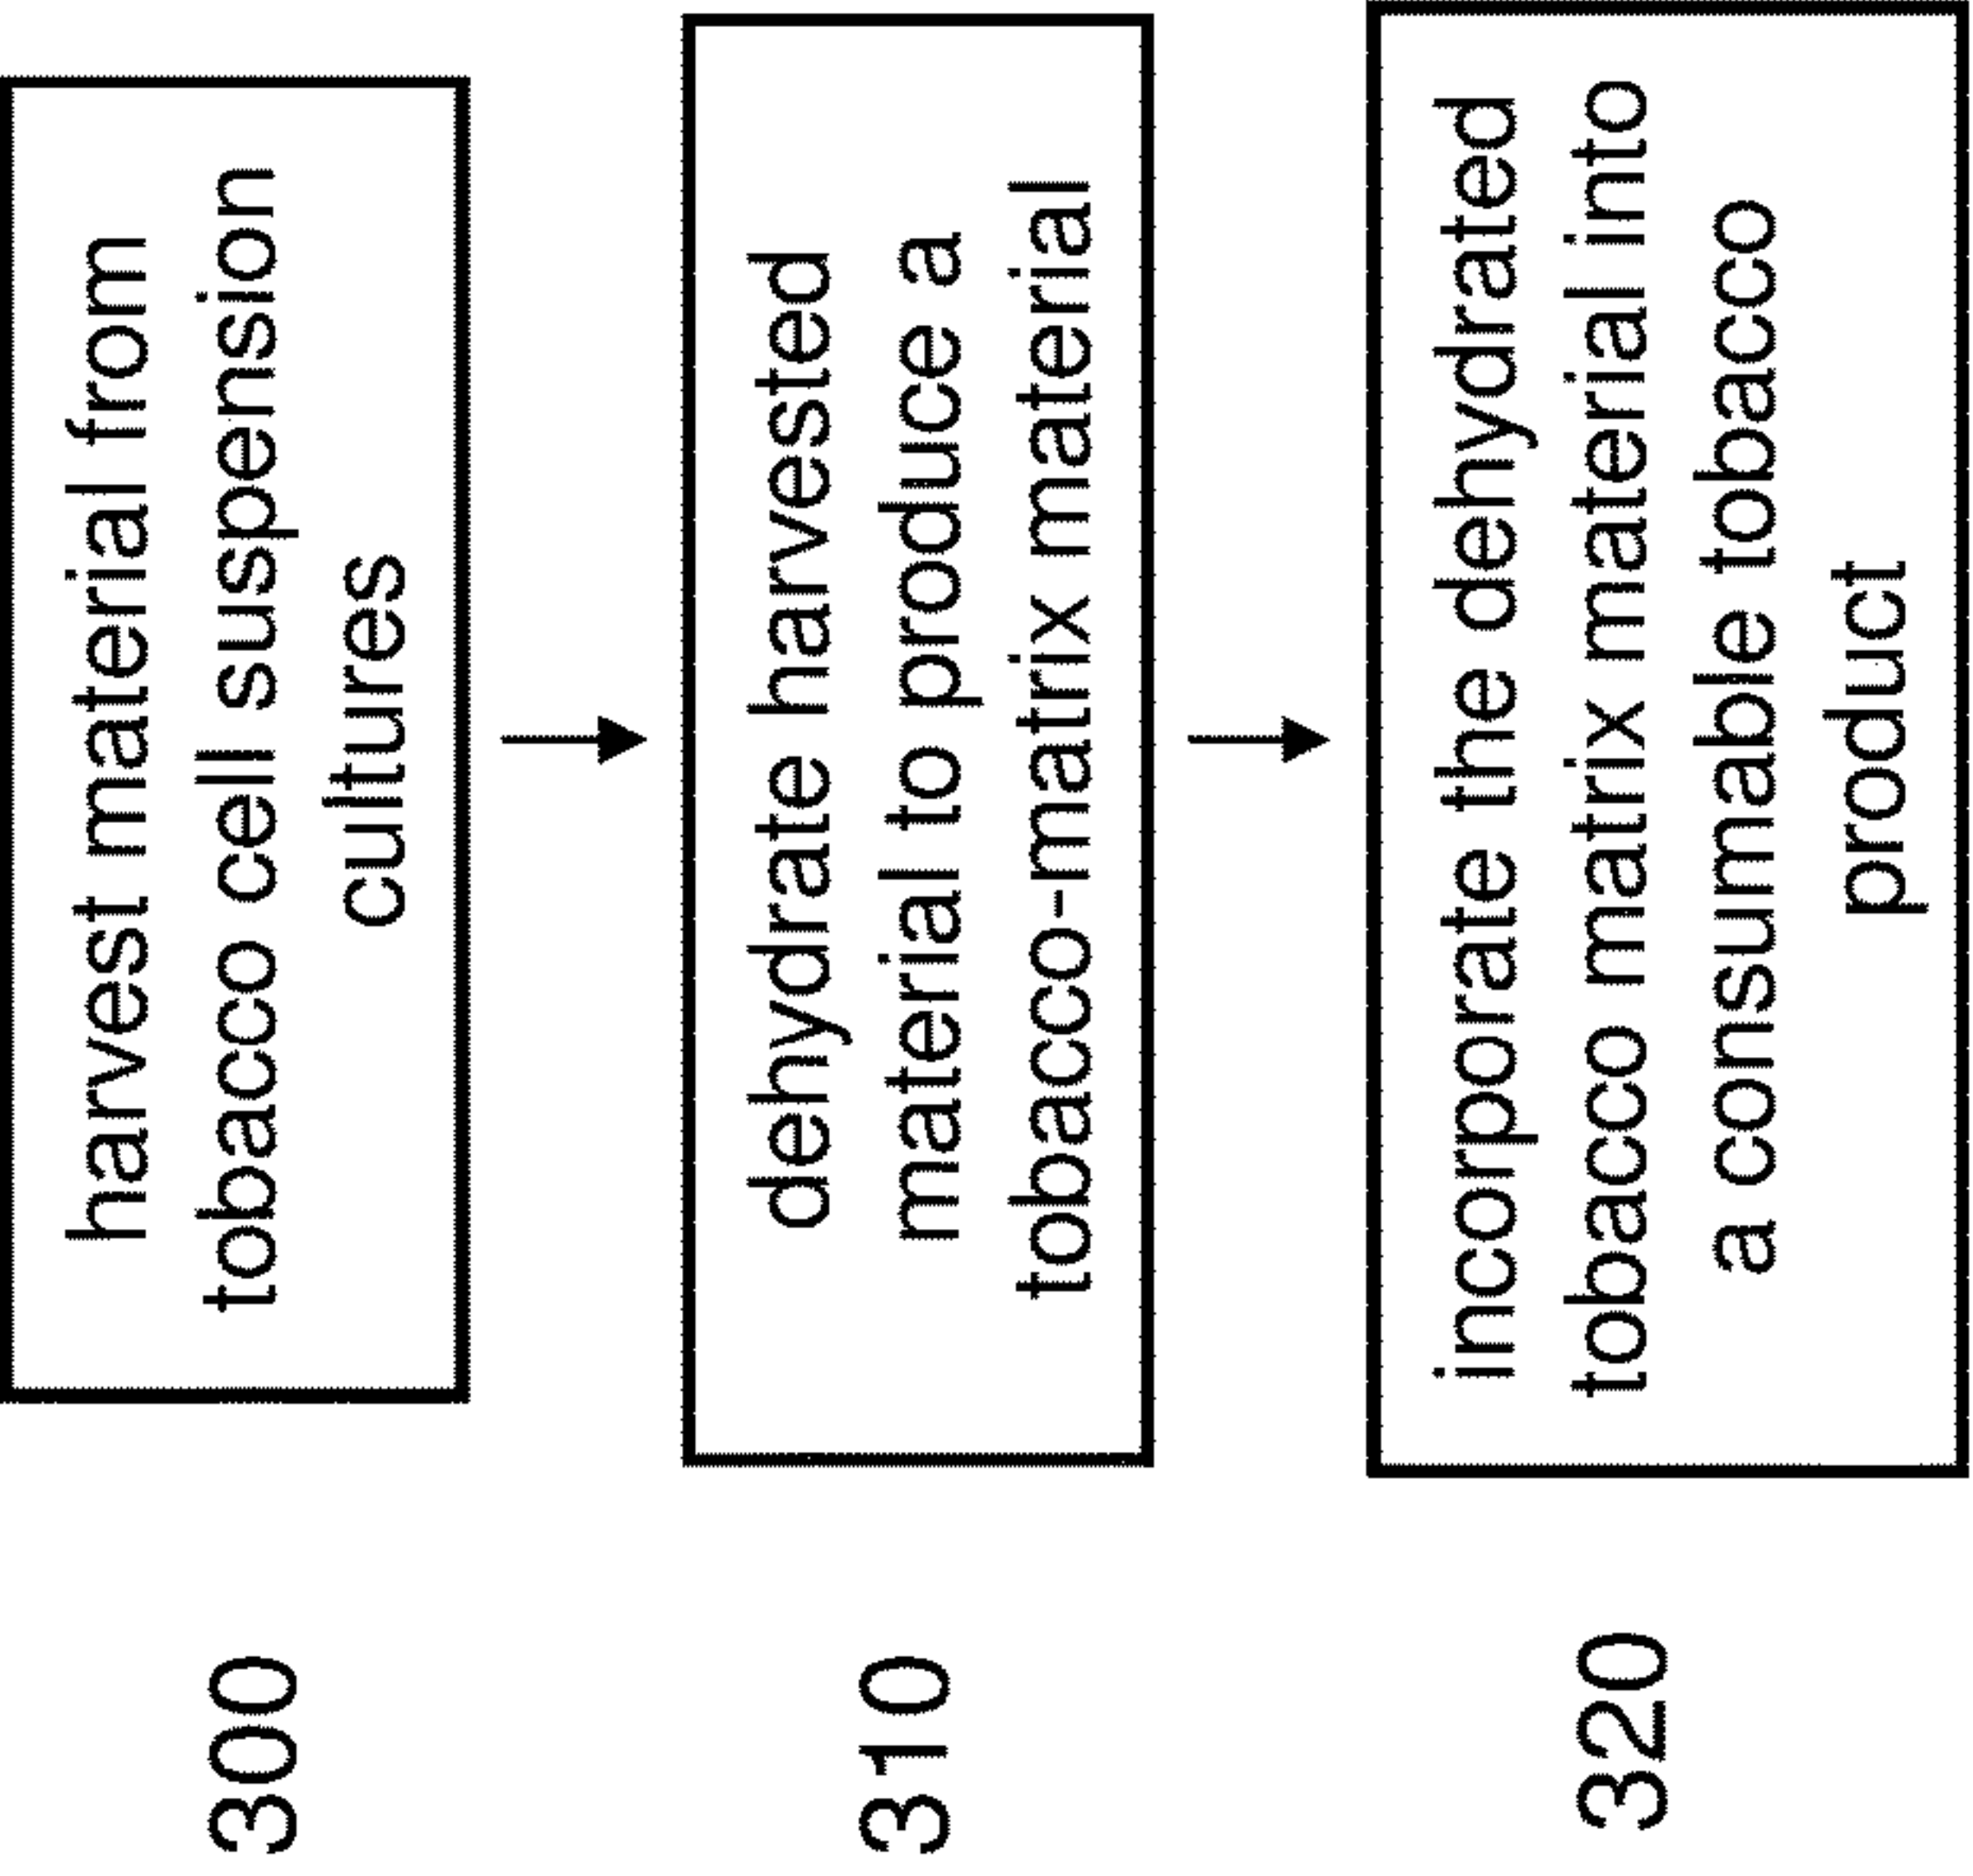 300
harvest material from
tobacco cell suspension
cultures
310
dehydrate harvested
material to produce a
tobacco-matrix material
320
incorporate the dehydrated
tobacco matrix material into
a consumable tobacco
product